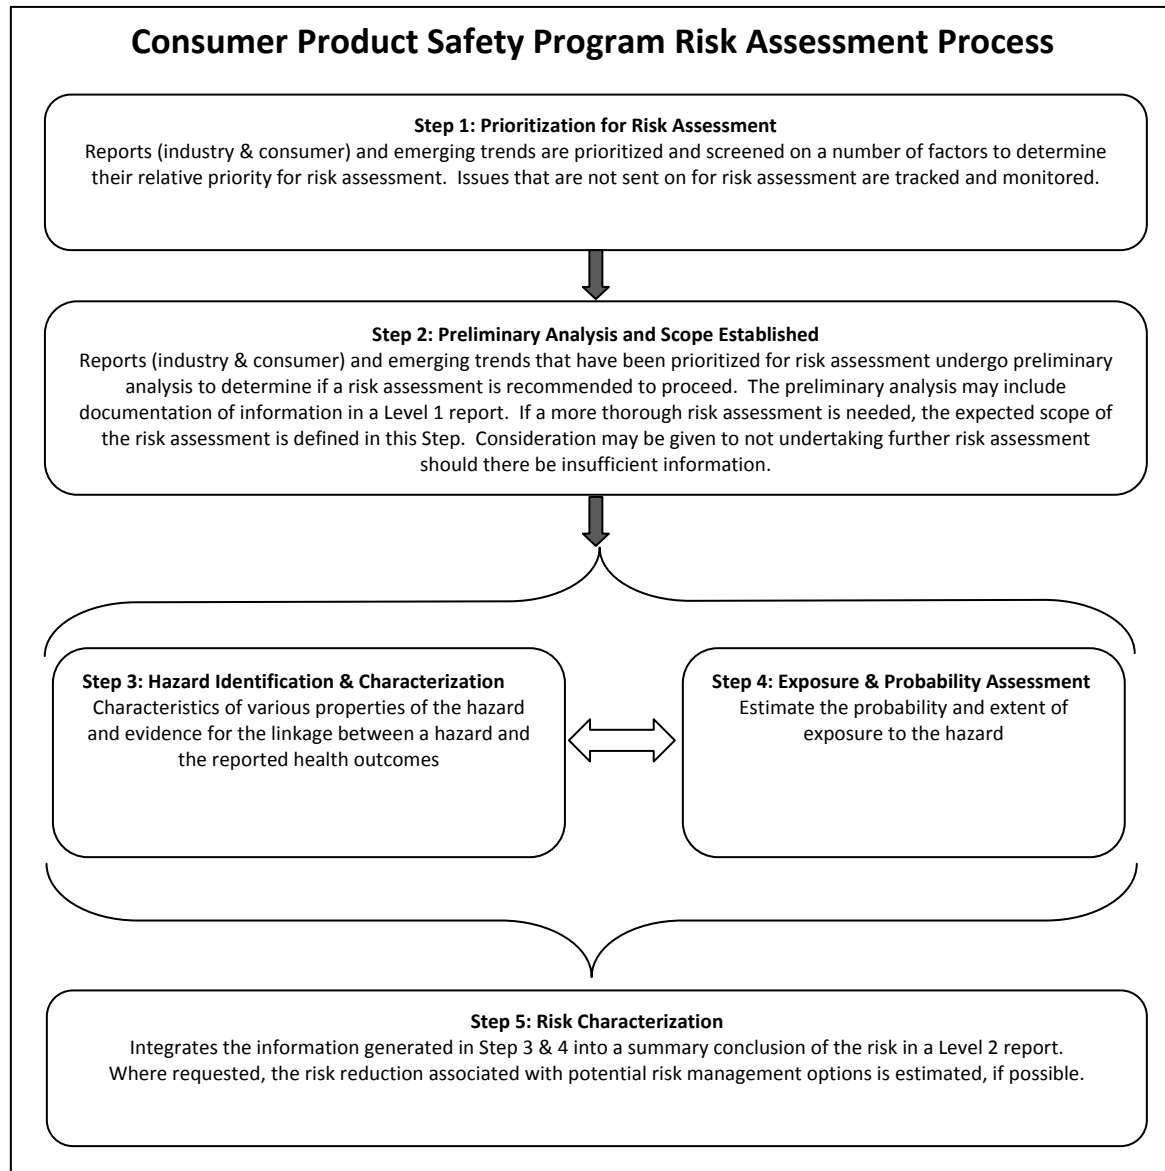 Consumer Product Safety Program Risk Assessment Process
Step 1: Prioritization for Risk Assessment
Reports (industry & consumer) and emerging trends are prioritized and screened on a number of factors to determine
their relative priority for risk assessment.  Issues that are not sent on for risk assessment are tracked and monitored.
Step 2: Preliminary Analysis and Scope Established
Reports (industry & consumer) and emerging trends that have been prioritized for risk assessment undergo preliminary
analysis to determine if a risk assessment is recommended to proceed.  The preliminary analysis may include
documentation of information in a Level 1 report.  If a more thorough risk assessment is needed, the expected scope of
the risk assessment is defined in this Step.  Consideration may be given to not undertaking further risk assessment
should there be insufficient information.
Step 3: Hazard Identification & Characterization
Characteristics of various properties of the hazard
and evidence for the linkage between a hazard and
the reported health outcomes
Step 4: Exposure & Probability Assessment
Estimate the probability and extent of
exposure to the hazard
Step 5: Risk Characterization
Integrates the information generated in Step 3 & 4 into a summary conclusion of the risk in a Level 2 report.
Where requested, the risk reduction associated with potential risk management options is estimated, if possible.